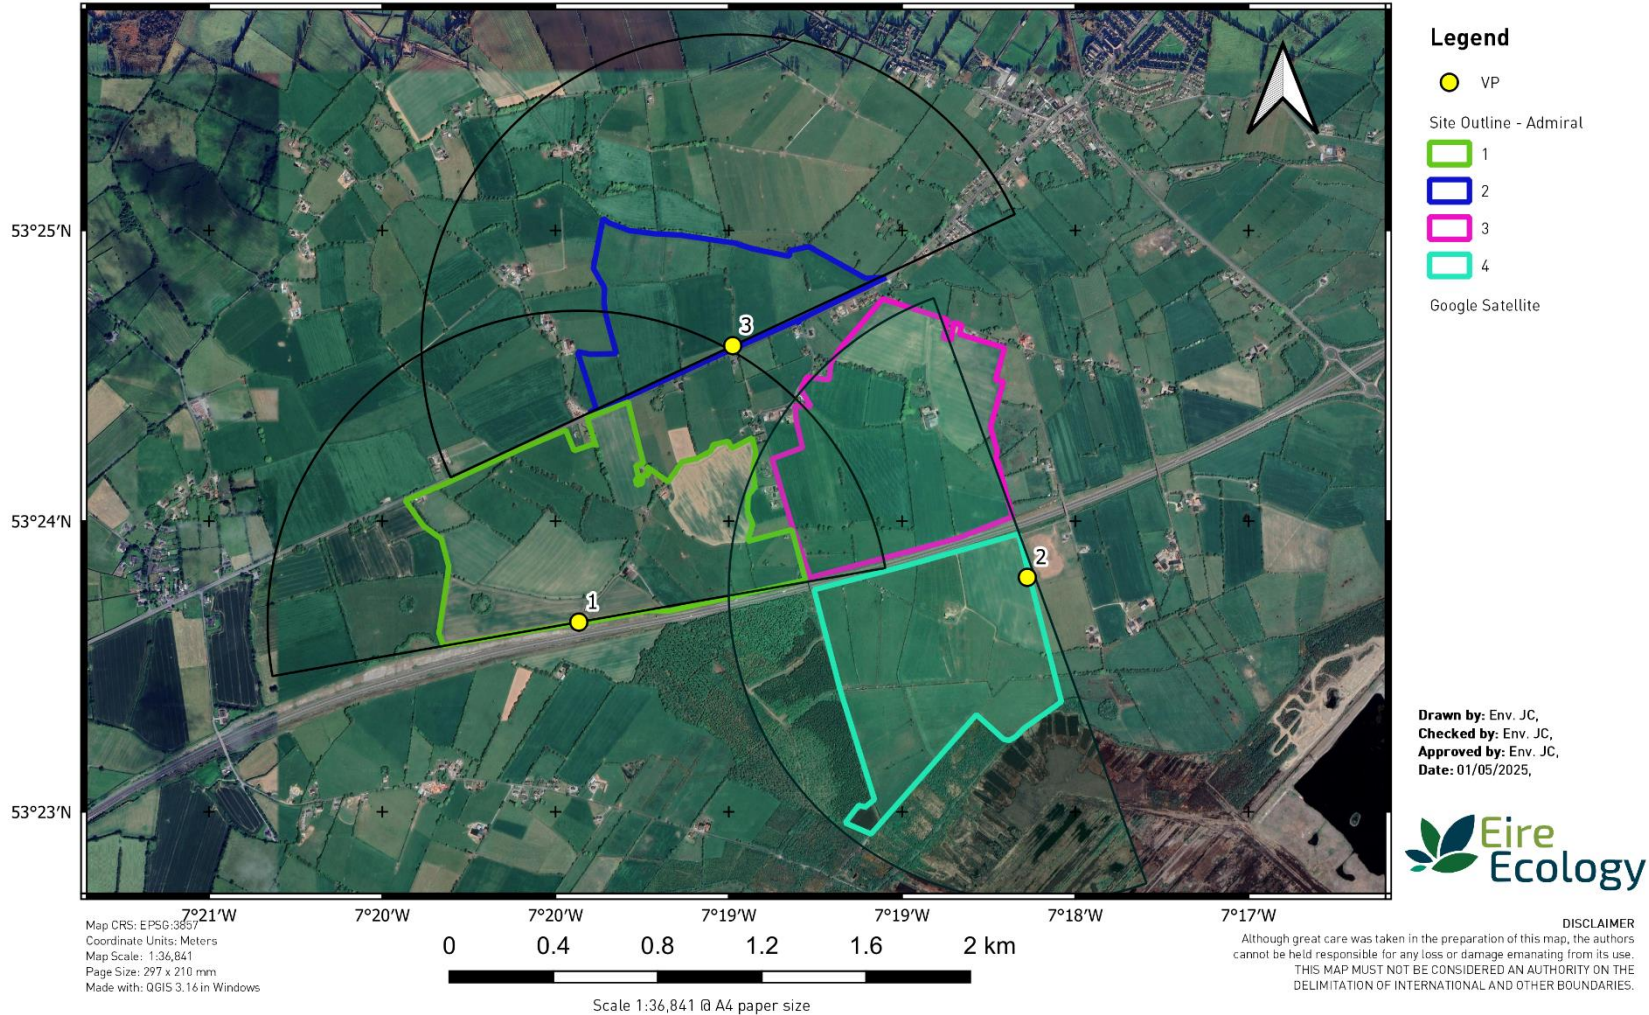 Legend
VP
Site Outline - Admiral
1
2
3
4
Google Satellite
53°25′N
53°24′N
53°23′N
3
2
1
7°21′W
7°20′W
7°20′W
7°19′W
7°19′W
7°18′W
7°17′W
Drawn by: Env. JC,
Checked by: Env. JC,
Approved by: Env. JC,
Date: 01/05/2025,
Eire
Ecology
Map CRS: EPSG:3857
Coordinate Units: Meters
Map Scale: 1:36,841
Page Size: 297 x 210 mm
Made with: QGIS 3.16 in Windows
0 0.4 0.8 1.2 1.6 2 km
Scale 1:36,841 @ A4 paper size
DISCLAIMER
Although great care was taken in the preparation of this map, the authors
cannot be held responsible for any loss or damage emanating from its use.
THIS MAP MUST NOT BE CONSIDERED AN AUTHORITY ON THE
DELIMITATION OF INTERNATIONAL AND OTHER BOUNDARIES.